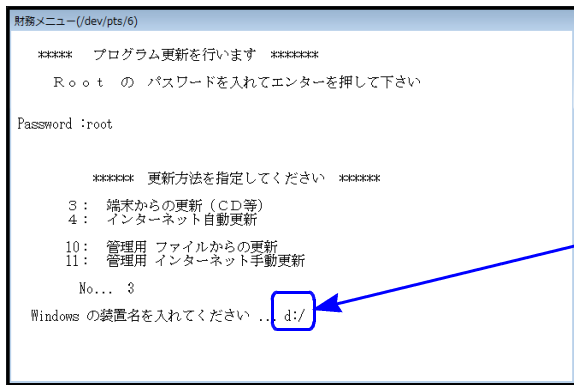 財務メニュー(/dev/pts/6)
***** プログラム更新を行います *******
Ｒｏｏｔ の パスワードを入れてエンターを押して下さい
Password :root
****** 更新方法を指定してください ******
３： 端末からの更新（ＣＤ等）
４： インターネット自動更新
10： 管理用 ファイルからの更新
11： 管理用 インターネット手動更新
No... 3
Windows の装置名を入れてください ... d:/